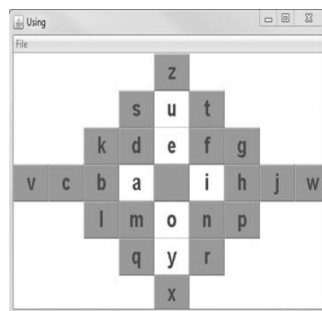 Using
File
z
s u t
k d e f g
v c b a i h j w
l m o n p
q y r
x